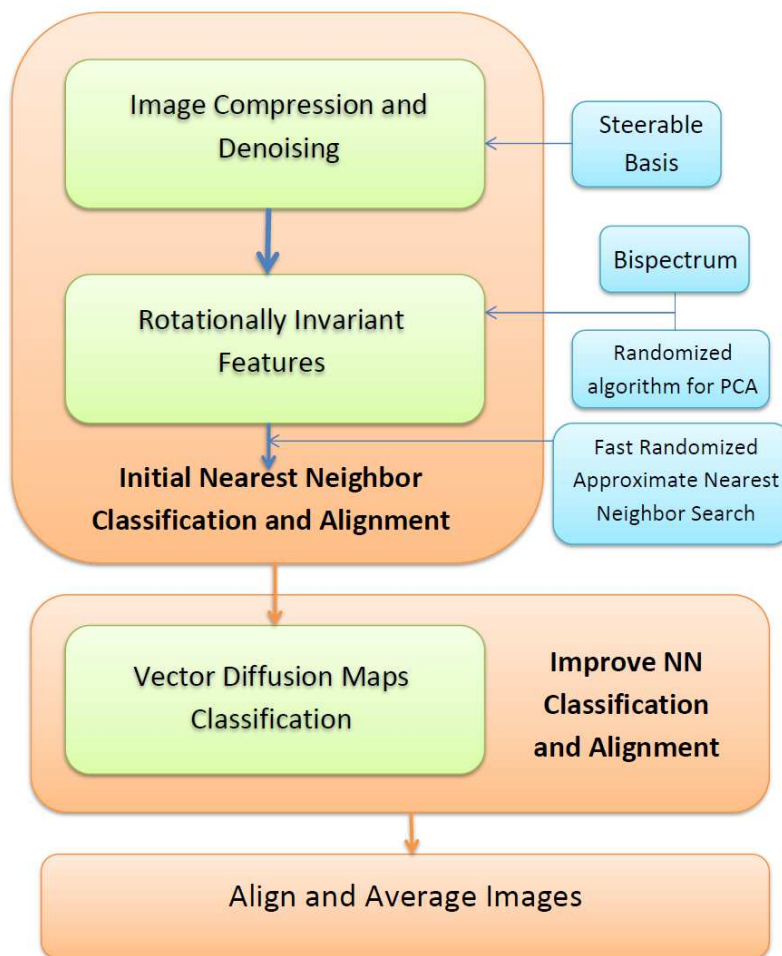 Image Compression and
Denoising
Steerable
Basis
Bispectrum
Rotationally Invariant
Features
Randomized
algorithm for PCA
Fast Randomized
Approximate Nearest
Neighbor Search
Initial Nearest Neighbor
Classification and Alignment
Vector Diffusion Maps
Classification
Improve NN
Classification
and Alignment
Align and Average Images